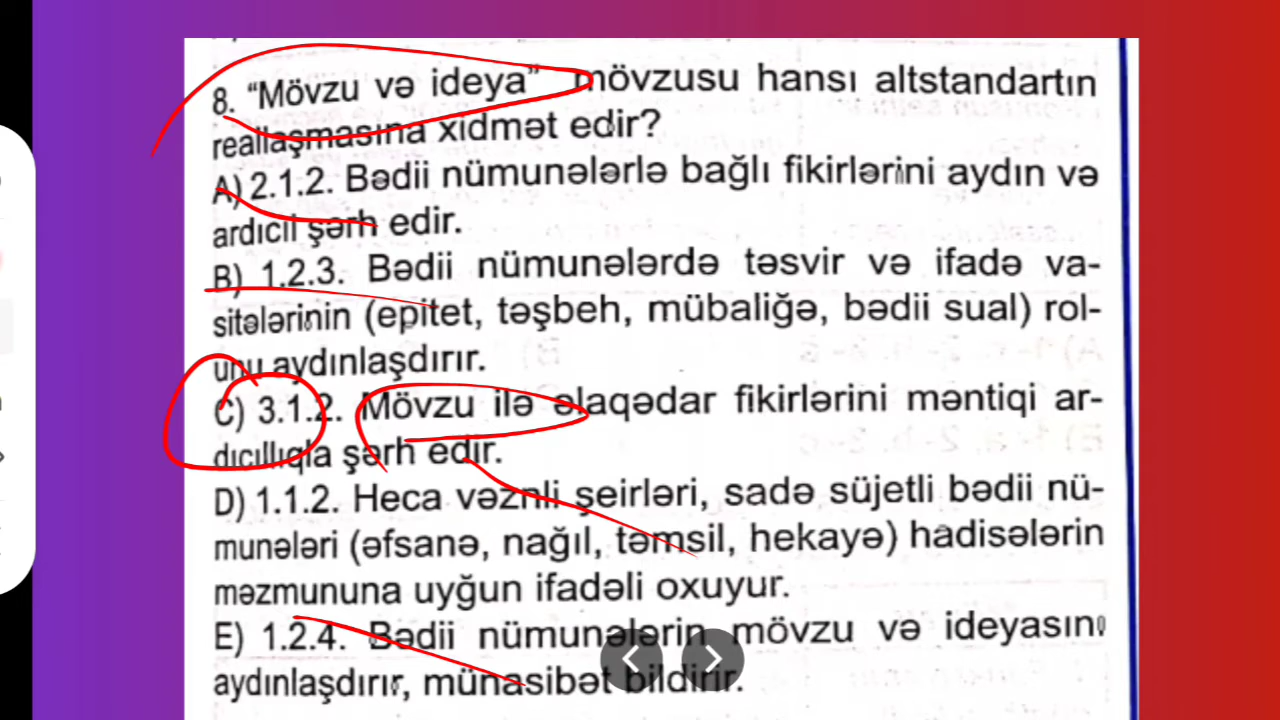 8. “Mövzu və ideya” mövzusu hansı altstandartın
reallaşmasına xidmət edir?
A) 2.1.2. Bədii nümunələrlə bağlı fikirlərini aydın və
ardıcıl şərh edir.
B) 1.2.3. Bədii nümunələrdə təsvir və ifadə va-
sitələrinin (epitet, təşbeh, mübaliğə, bədii sual) rol-
unu aydınlaşdırır.
C) 3.1.2. Mövzu ilə əlaqədar fikirlərini məntiqi ar-
dıcıllıqla şərh edir.
D) 1.1.2. Heca vəznli şeirləri, sadə süjetli bədii nü-
munələri (əfsanə, nağıl, təmsil, hekayə) hadisələrin
məzmununa uyğun ifadəli oxuyur.
E) 1.2.4. Bədii nümunələrin mövzu və ideyasını
aydınlaşdırır, münasibət bildirir.